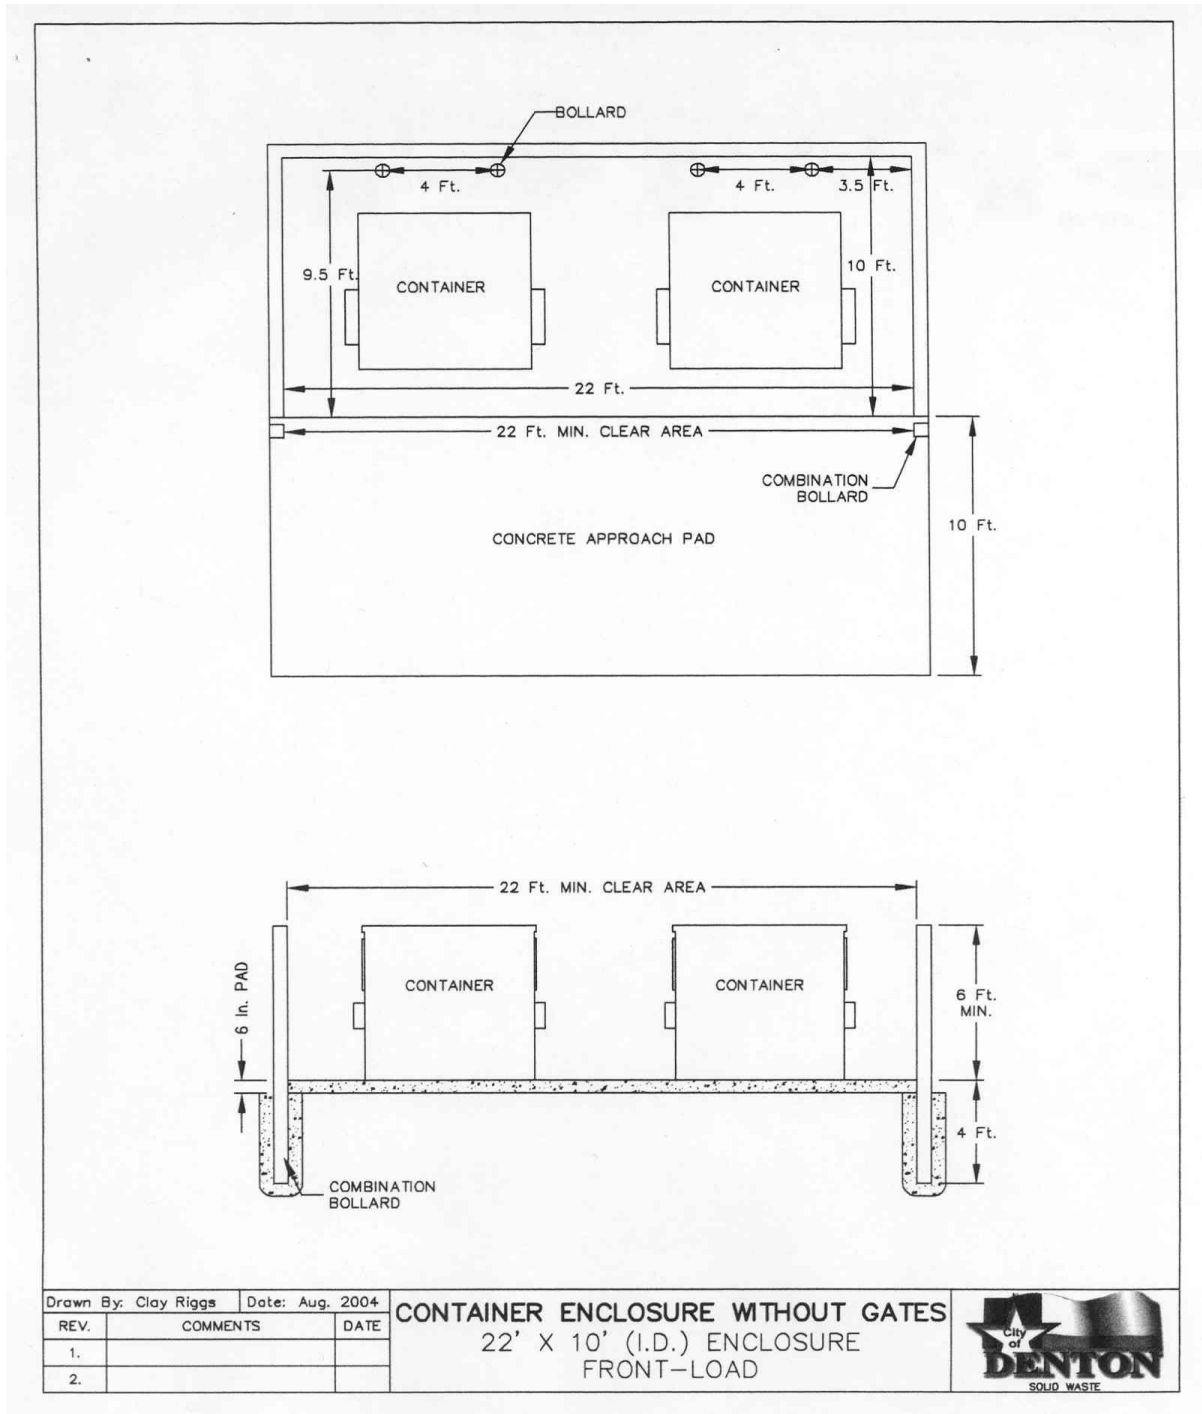 BOLLARD
4 Ft.
4 Ft.
3.5 Ft.
9.5 Ft.
CONTAINER
CONTAINER
10 Ft.
22 Ft.
22 Ft. MIN. CLEAR AREA
COMBINATION
BOLLARD
CONCRETE APPROACH PAD
10 Ft.
22 Ft. MIN. CLEAR AREA
6 In. PAD
CONTAINER
CONTAINER
6 Ft.
MIN.
4 Ft.
COMBINATION
BOLLARD
Drawn By: Clay Riggs
Date: Aug. 2004
REV.
COMMENTS
DATE
1.
2.
CONTAINER ENCLOSURE WITHOUT GATES
22' X 10' (I.D.) ENCLOSURE
FRONT-LOAD
City
of
DENTON
SOLID WASTE